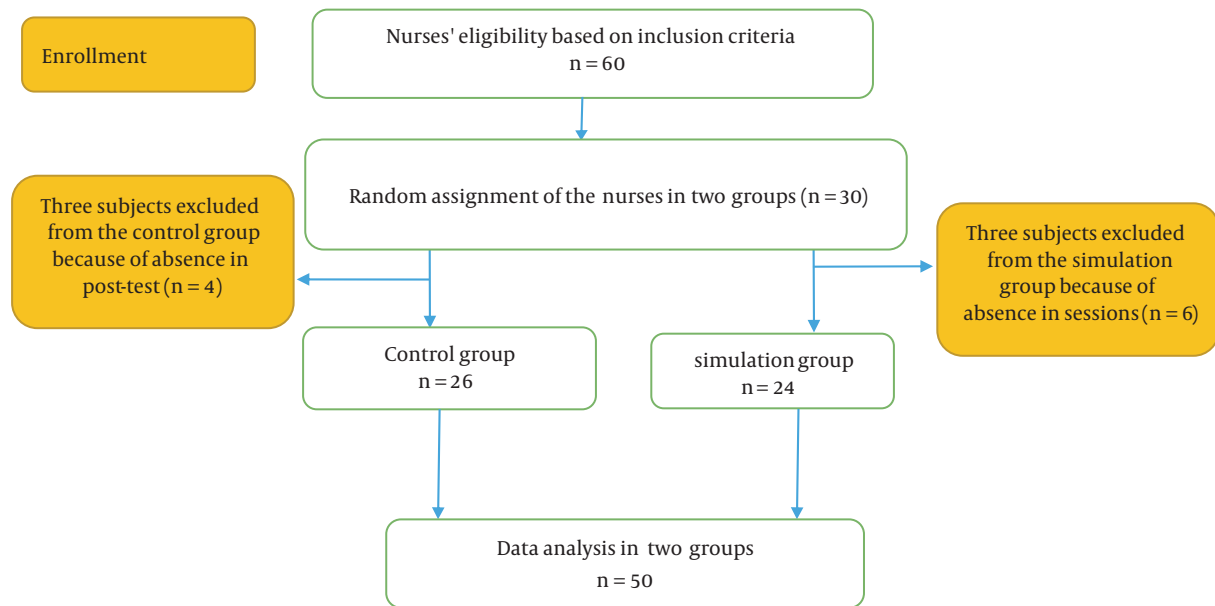 Enrollment
Nurses' eligibility based on inclusion criteria
n = 60
Random assignment of the nurses in two groups (n = 30)
Three subjects excluded
from the control group
because of absence in
post-test (n = 4)
Three subjects excluded
from the simulation
group because of
absence in sessions (n = 6)
Control group
n = 26
simulation group
n = 24
Data analysis in two groups
n = 50